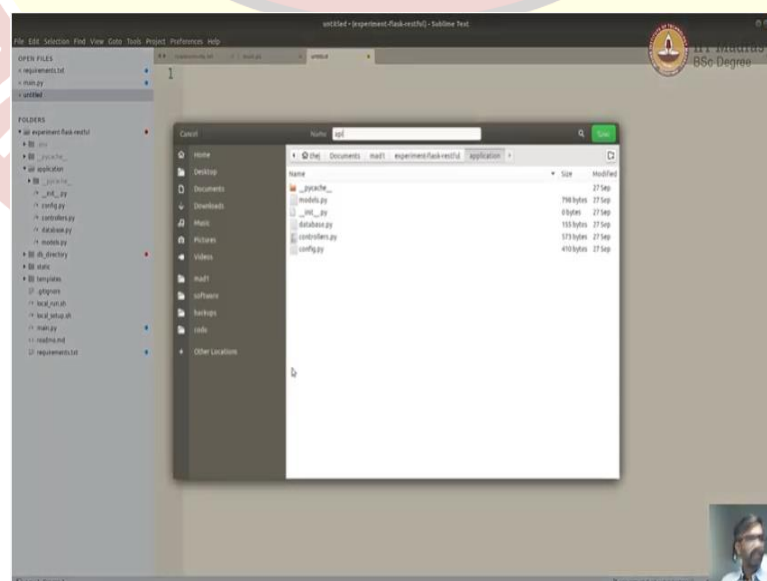 untitled - [experiment-flask-restful] - Sublime Text
File Edit Selection Find View Goto Tools Project Preferences Help
IIT Madras
BSc Degree
OPEN FILES
requirements.txt
main.py
untitled
untitled
1
FOLDERS
experiment-flask-restful
__pycache__
application
__pycache__
__init__.py
config.py
controllers.py
database.py
models.py
db_directory
static
templates
.gitignore
local_run.sh
local_setup.sh
main.py
readme.md
requirements.txt
Cancel
Name
api
Save
Home
Desktop
Documents
Downloads
Music
Pictures
Videos
mad1
software
backups
code
Other Locations
thej Documents mad1 experiment-flask-restful application
Name Size Modified
__pycache__ 27 Sep
models.py 798 bytes 27 Sep
__init__.py 0 bytes 27 Sep
database.py 155 bytes 27 Sep
controllers.py 573 bytes 27 Sep
config.py 410 bytes 27 Sep